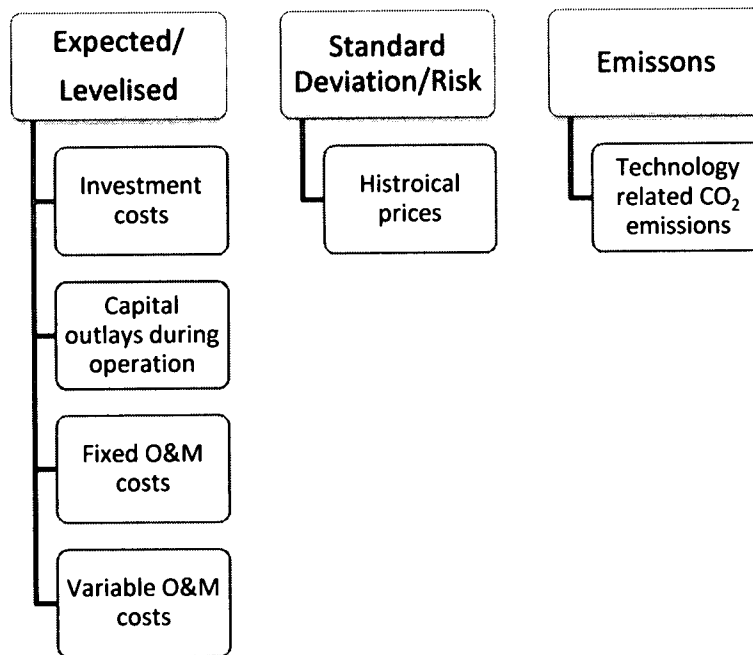 Expected/
Levelised
Investment
costs
Capital
outlays during
operation
Fixed O&M
costs
Variable O&M
costs
Standard
Deviation/Risk
Histroical
prices
Emissons
Technology
related CO₂
emissions